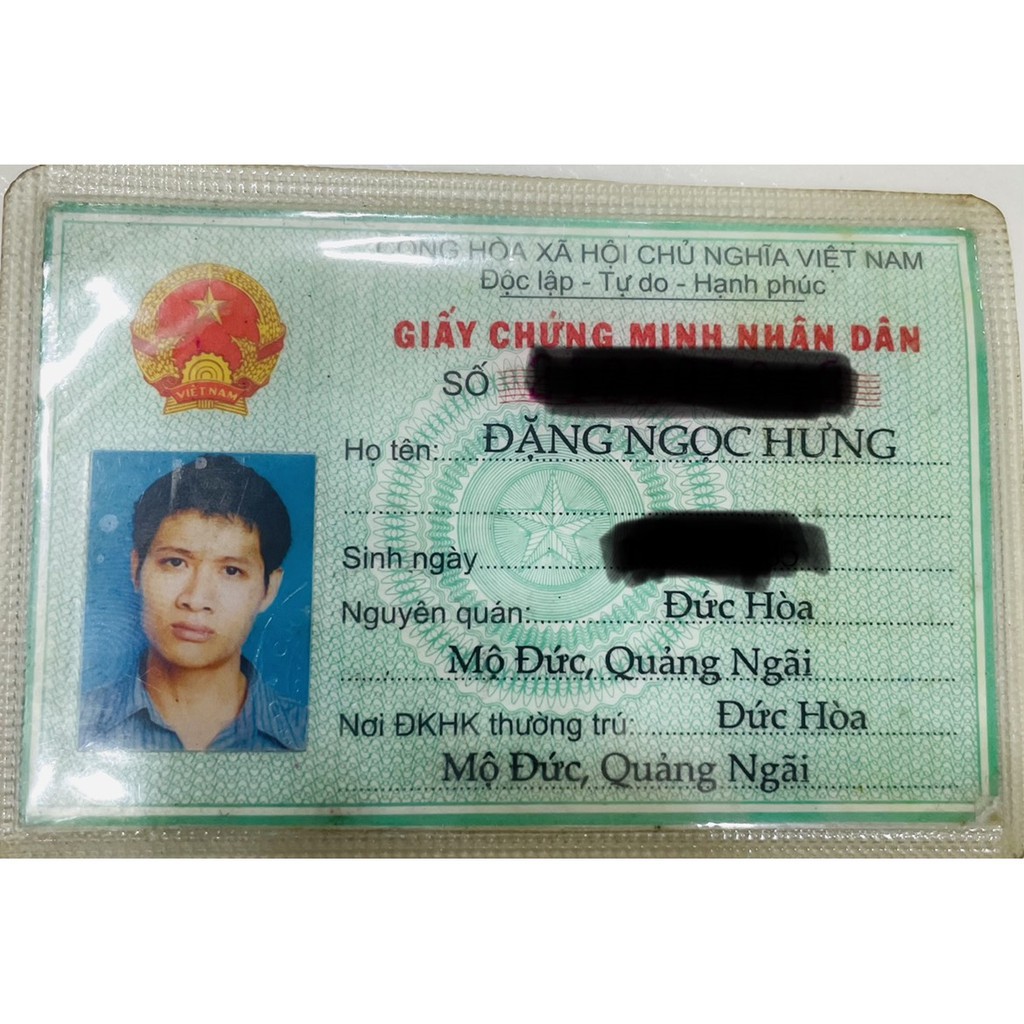 CỘNG HÒA XÃ HỘI CHỦ NGHĨA VIỆT NAM
Độc lập - Tự do - Hạnh phúc
GIẤY CHỨNG MINH NHÂN DÂN
SỐ
VIỆT NAM
Họ tên: ĐẶNG NGỌC HƯNG
Sinh ngày
Nguyên quán: Đức Hòa
Mộ Đức, Quảng Ngãi
Nơi ĐKHK thường trú: Đức Hòa
Mộ Đức, Quảng Ngãi